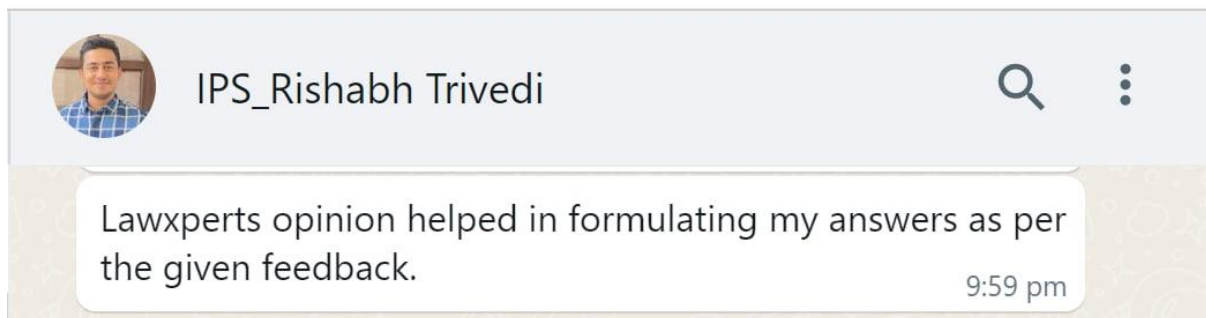 IPS_Rishabh Trivedi
Lawxperts opinion helped in formulating my answers as per
the given feedback.
9:59 pm